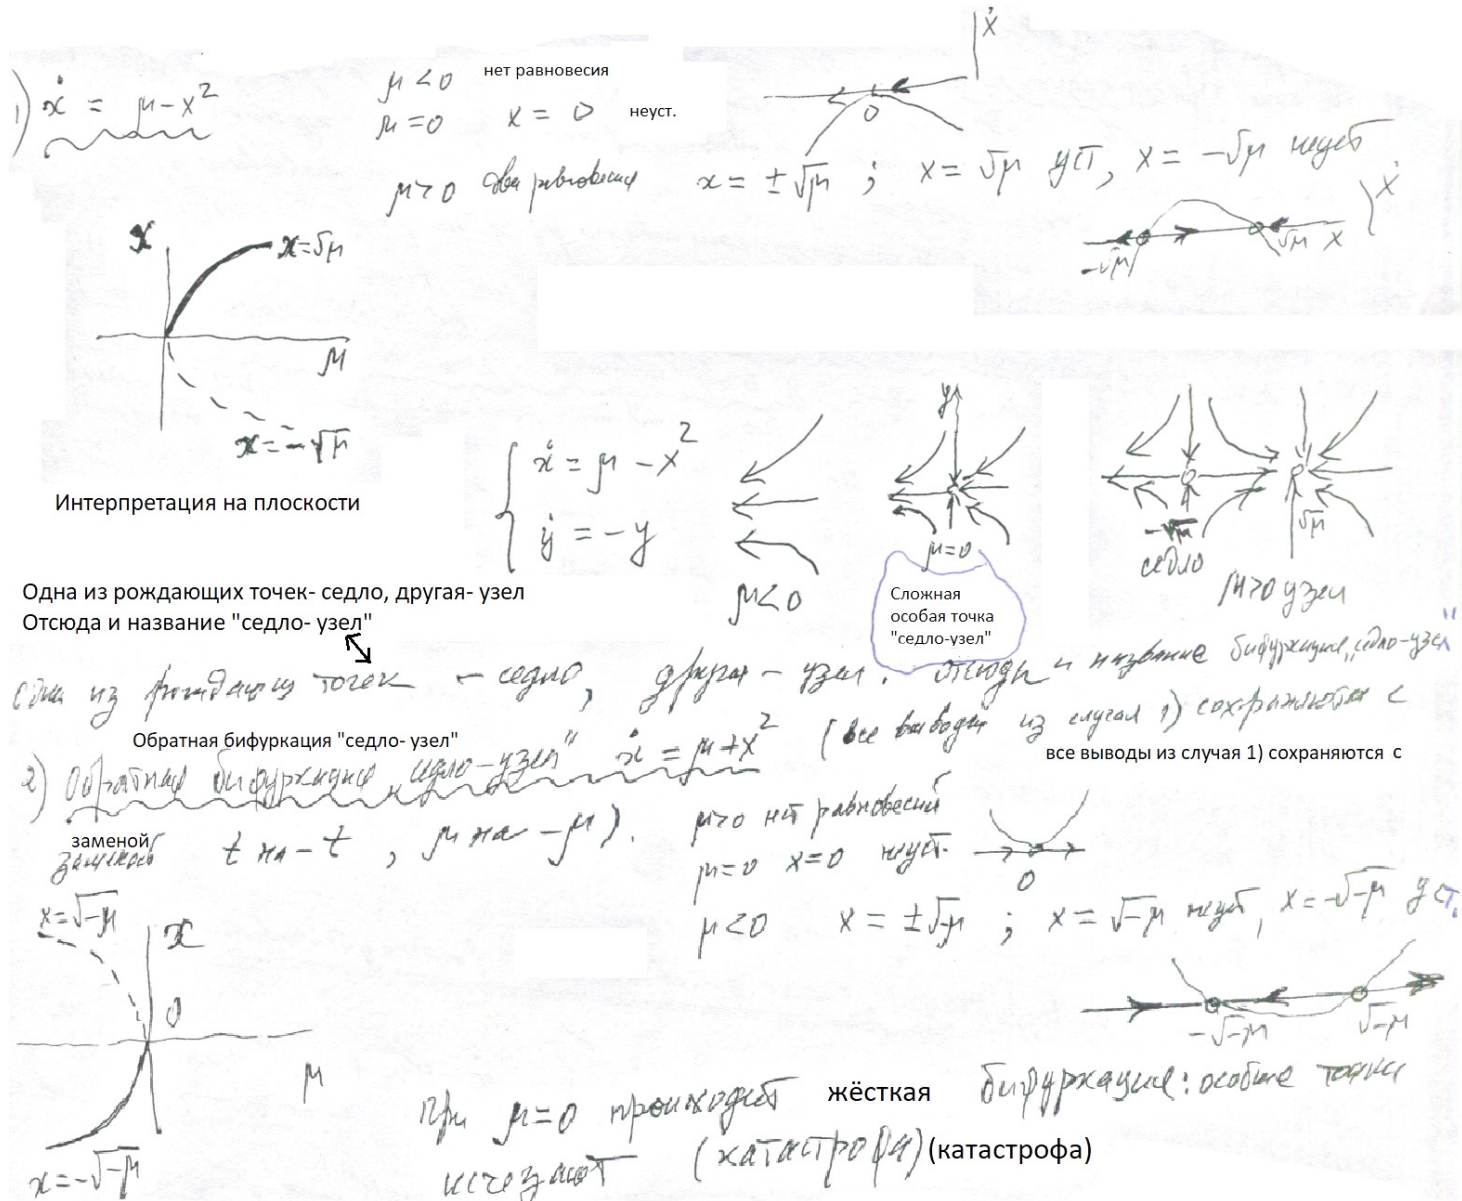 1) ẋ = μ − x²
μ < 0 нет равновесия
μ = 0 x = 0 неуст.
μ > 0 два равновесия x = ±√μ ; x = √μ уст, x = −√μ неуст
ẋ
0
ẋ
−√μ √μ x
x
x=√μ
μ
x=−√μ
Интерпретация на плоскости
ẋ = μ − x²
ẏ = −y
μ<0
y
μ=0
Сложная
особая точка
"седло-узел"
−√μ
седло
√μ
μ>0 узел
Одна из рождающих точек- седло, другая- узел
Отсюда и название "седло- узел"
одна из рождающих точек – седло, другая – узел. отсюда и название бифуркации „седло-узел"
Обратная бифуркация "седло- узел"
2) Обратная бифуркация „седло-узел" ẋ = μ+x² (все выводы из случая 1) сохраняются с
все выводы из случая 1) сохраняются с
заменой
заменой t на −t , μ на −μ).
μ>0 нет равновесий
μ=0 x=0 неуст.
0
μ<0 x = ±√−μ ; x = √−μ неуст, x = −√−μ уст.
−√−μ √−μ
x=√−μ
x
0
μ
x=−√−μ
При μ=0 происходит жёсткая бифуркация: особые точки
исчезают (катастрофа) (катастрофа)